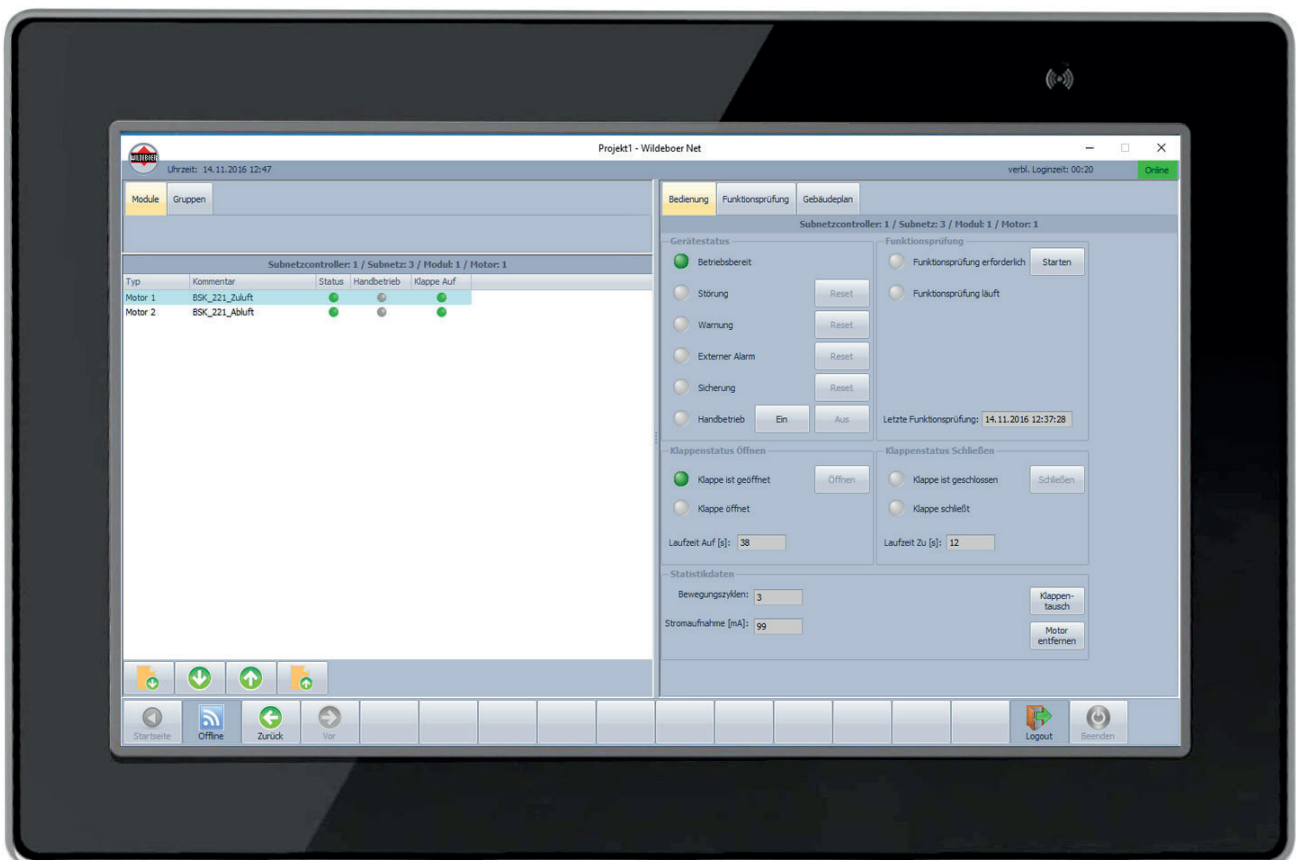 Projekt1 - Wildeboer Net
WILDEBOER
Uhrzeit: 14.11.2016 12:47
verbl. Loginzeit: 00:20
Online
Module
Gruppen
Subnetzcontroller: 1 / Subnetz: 3 / Modul: 1 / Motor: 1
Typ Kommentar Status Handbetrieb Klappe Auf
Motor 1 BSK_221_Zuluft
Motor 2 BSK_221_Abluft
Bedienung Funktionsprüfung Gebäudeplan
Subnetzcontroller: 1 / Subnetz: 3 / Modul: 1 / Motor: 1
Gerätestatus
Betriebsbereit
Störung Reset
Warnung Reset
Externer Alarm Reset
Sicherung Reset
Handbetrieb Ein Aus
Funktionsprüfung
Funktionsprüfung erforderlich Starten
Funktionsprüfung läuft
Letzte Funktionsprüfung: 14.11.2016 12:37:28
Klappenstatus Öffnen
Klappe ist geöffnet Öffnen
Klappe öffnet
Laufzeit Auf [s]: 38
Klappenstatus Schließen
Klappe ist geschlossen Schließen
Klappe schließt
Laufzeit Zu [s]: 12
Statistikdaten
Bewegungszyklen: 3
Stromaufnahme [mA]: 99
Klappen-
tausch
Motor
entfernen
Startseite Offline Zurück Vor Logout Beenden